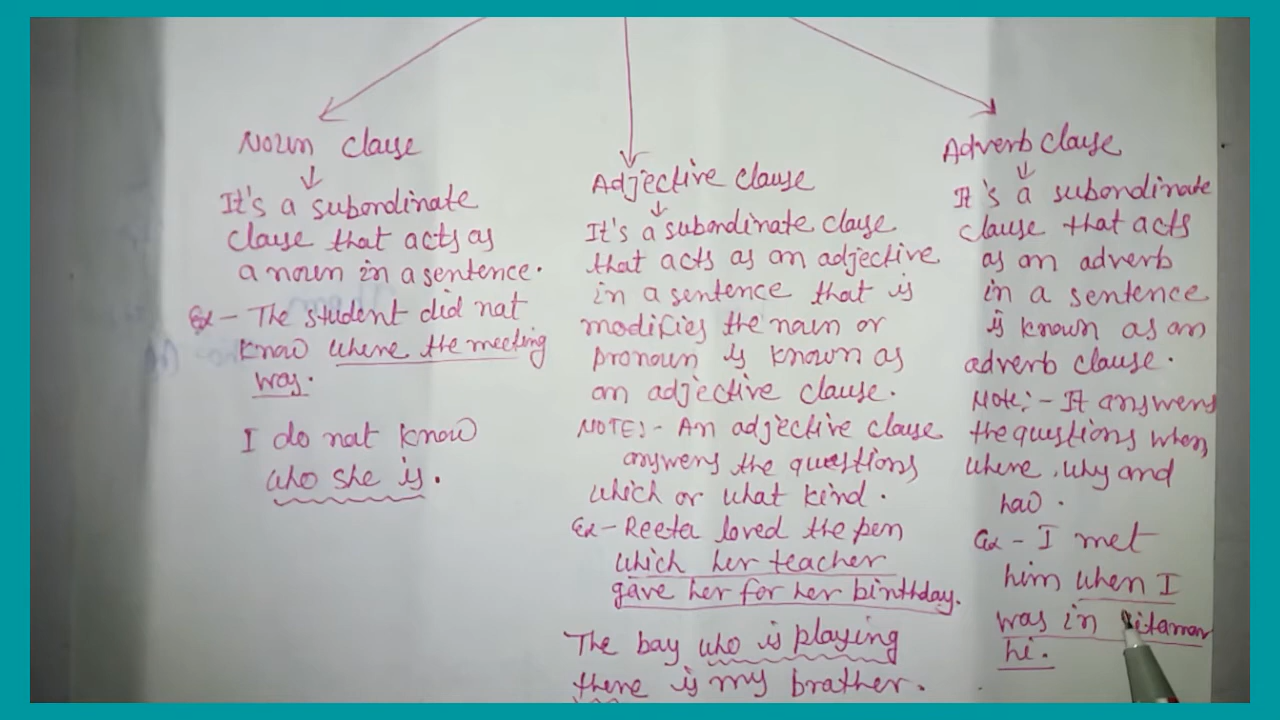 Noun clause
It's a subordinate
clause that acts as
a noun in a sentence.
Ex - The student did not
know where the meeting
was.
I do not know
who she is.
Adjective clause
It's a subordinate clause
that acts as an adjective
in a sentence that is
modifies the noun or
pronoun is known as
an adjective clause.
NOTE:- An adjective clause
answers the questions
which or what kind.
Ex- Reeta loved the pen
which her teacher
gave her for her birthday.
The boy who is playing
there is my brother.
Adverb clause
It's a subordinate
clause that acts
as an adverb
in a sentence
is known as an
adverb clause.
Note:- It answers
the questions when,
where, why and
how.
Ex - I met
him when I
was in
hi.